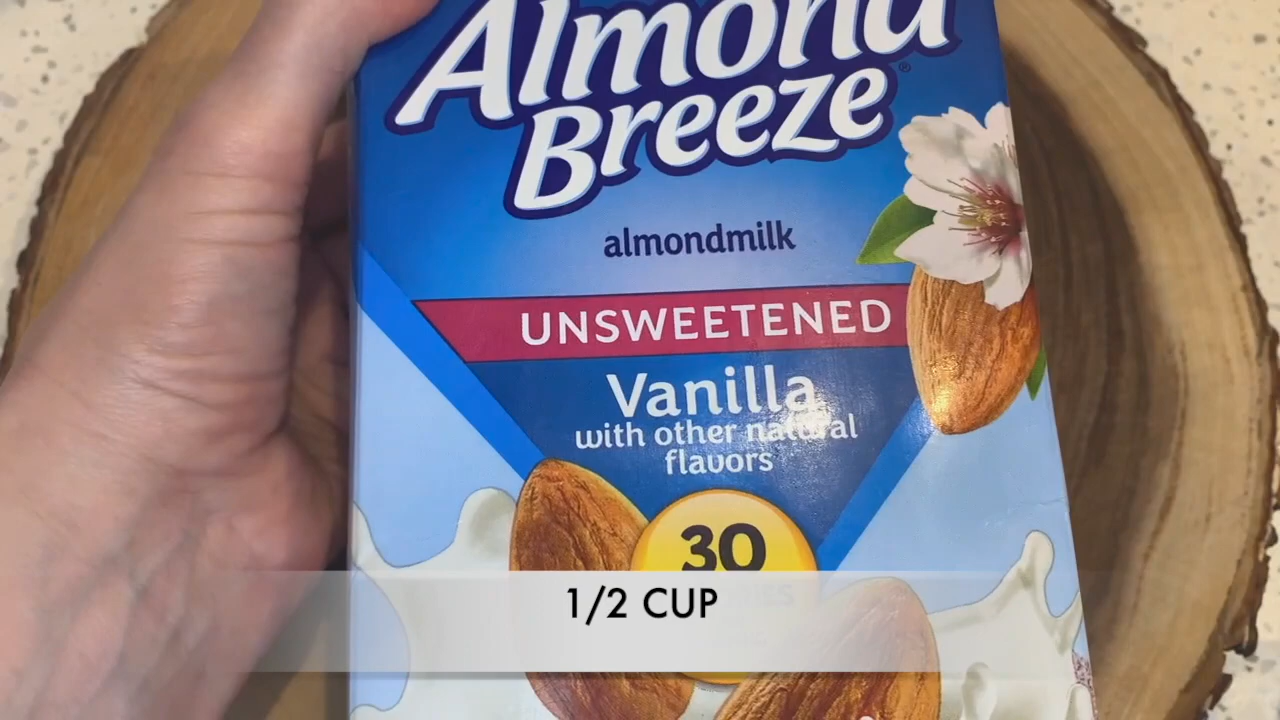 Almond
Breeze®
almondmilk
UNSWEETENED
Vanilla
with other natural
flavors
30
1/2 CUP